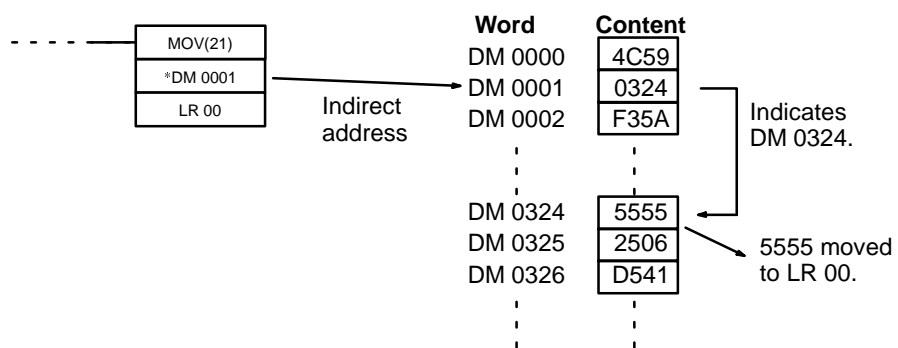 Word Content
MOV(21)
*DM 0001
LR 00
Indirect
address
DM 0000 4C59
DM 0001 0324
DM 0002 F35A
Indicates
DM 0324.
DM 0324 5555
DM 0325 2506
DM 0326 D541
5555 moved
to LR 00.